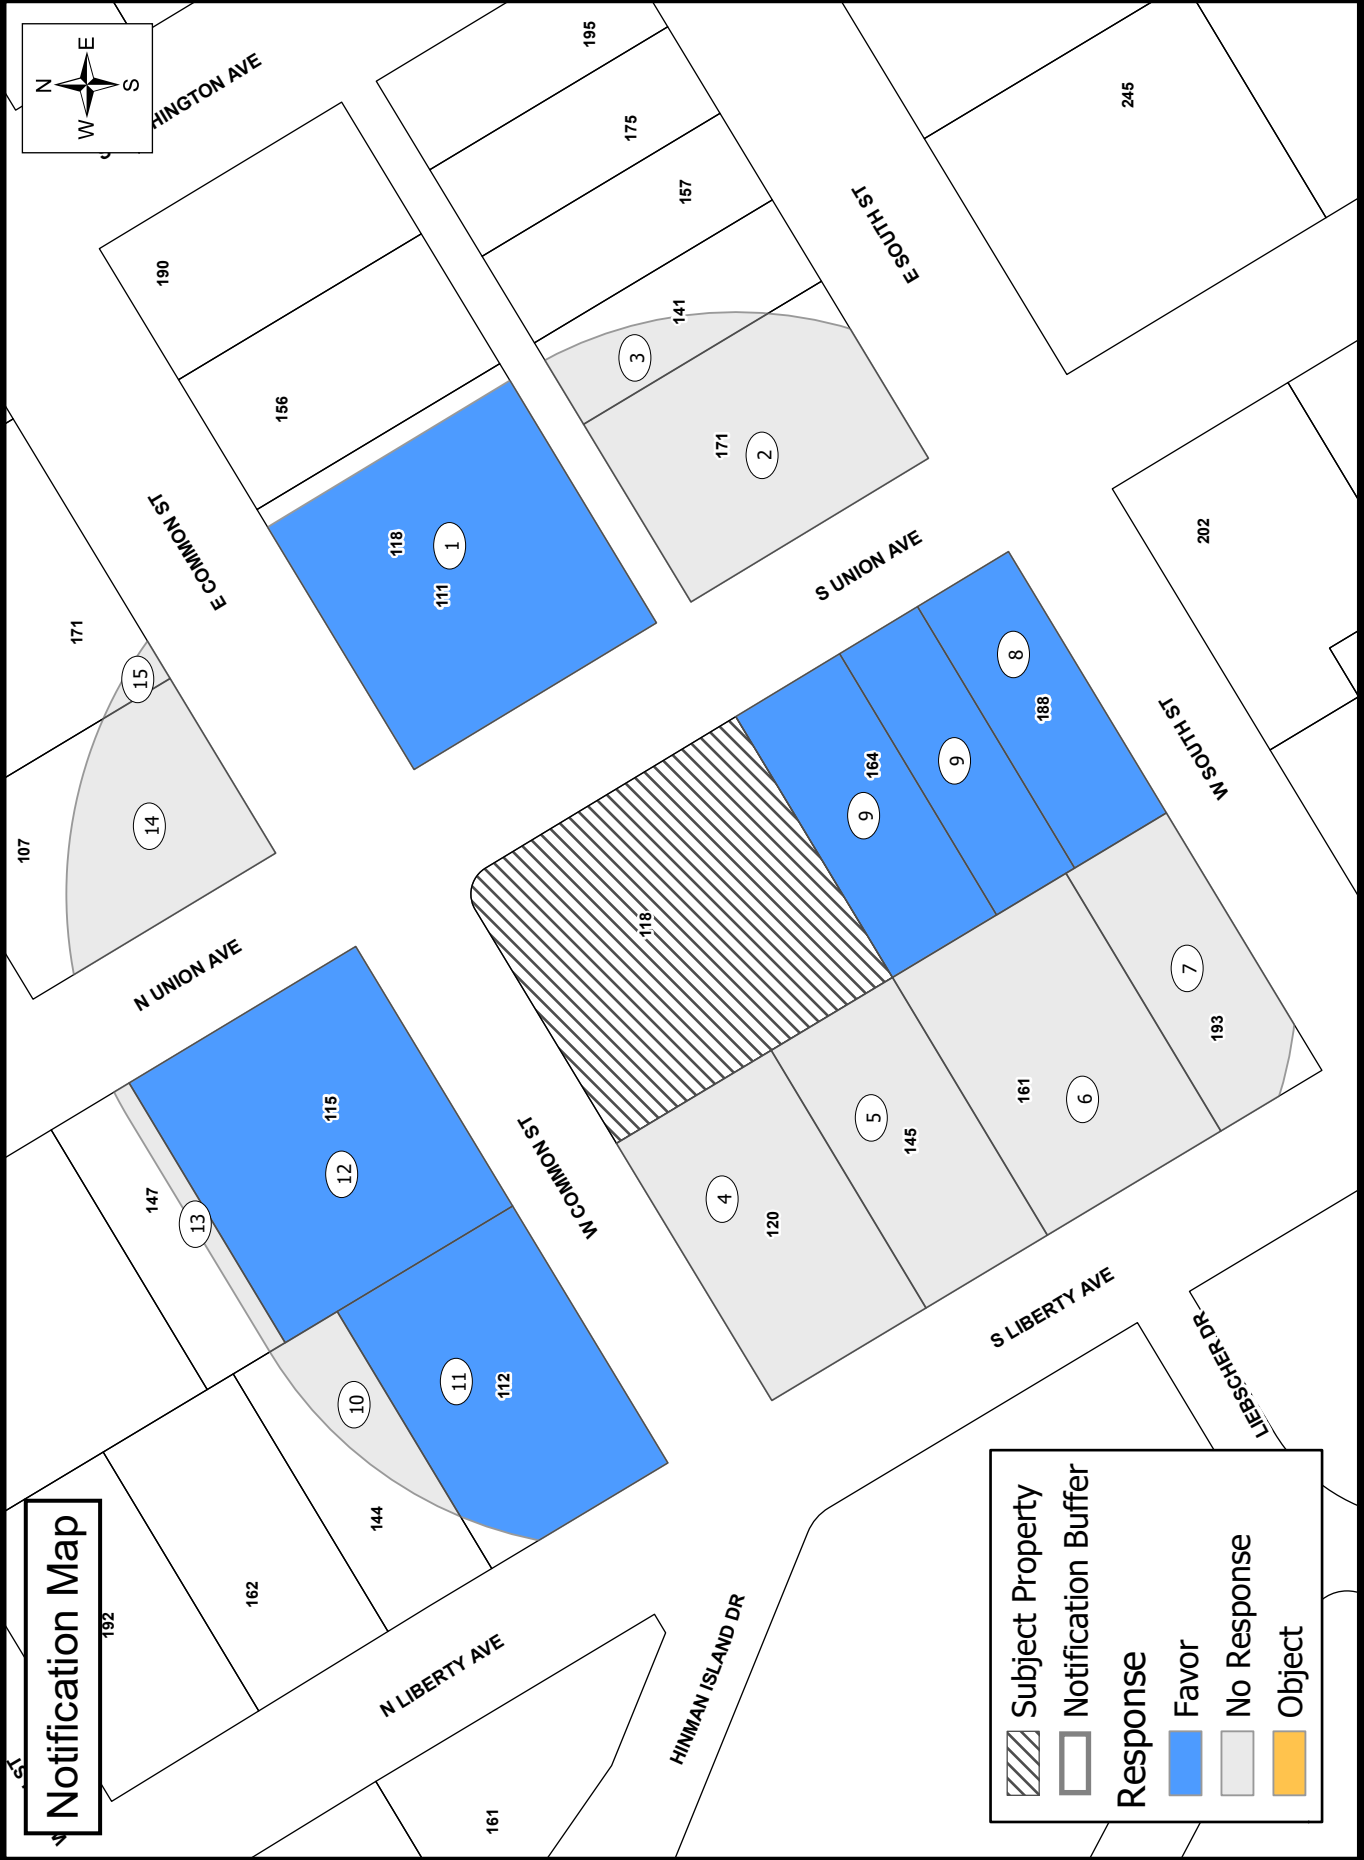 Notification Map
N
E
S
W
HINGTON AVE
195
175
157
141
3
171
2
245
190
156
118
1
111
E SOUTH ST
E COMMON ST
171
15
107
14
S UNION AVE
202
N UNION AVE
118
164
9
9
8
188
W SOUTH ST
115
12
147
13
W COMMON ST
4
120
5
145
161
6
7
193
10
11
112
144
162
192
S LIBERTY AVE
LIEBSCHER DR
N LIBERTY AVE
HINMAN ISLAND DR
161
ST
Subject Property
Notification Buffer
Response
Favor
No Response
Object